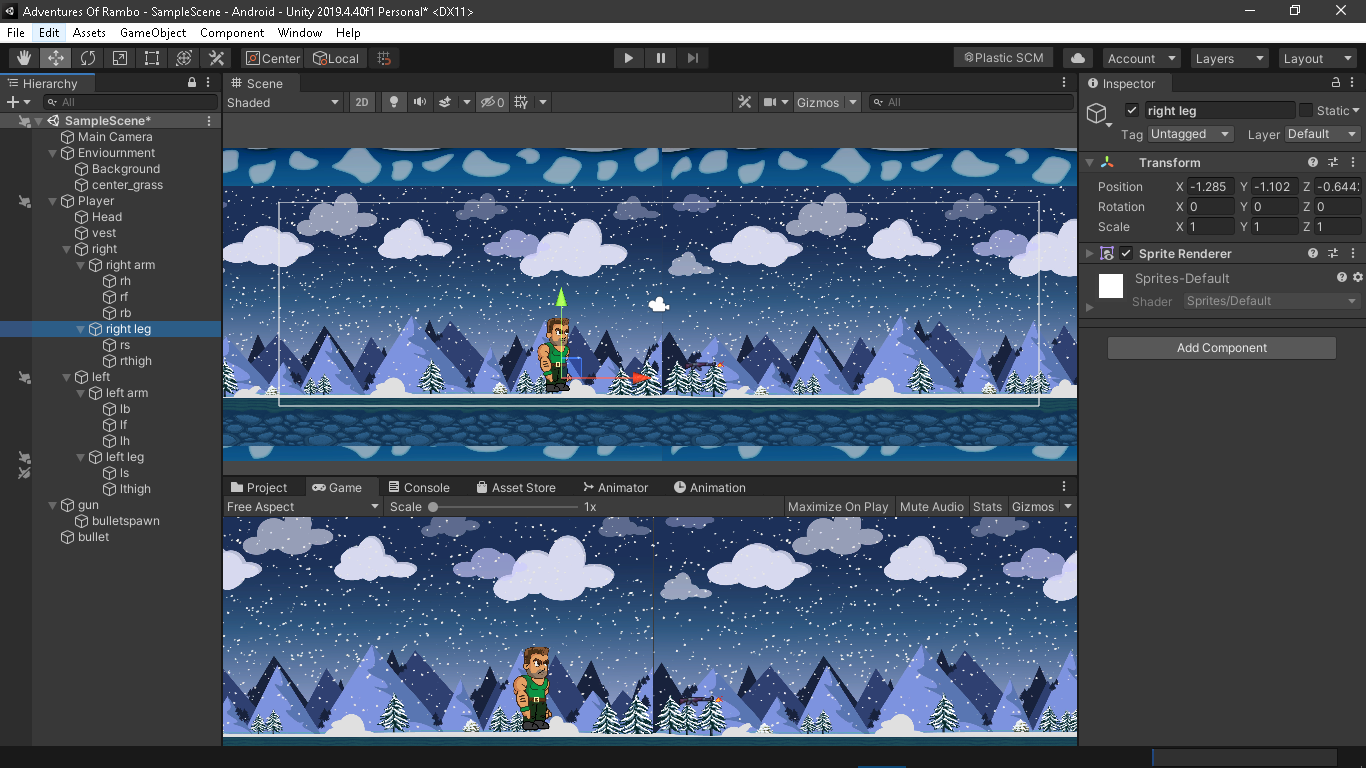 Adventures Of Rambo - SampleScene - Android - Unity 2019.4.40f1 Personal* <DX11>
File Edit Assets GameObject Component Window Help
Center Local Plastic SCM Account Layers Layout
Hierarchy
All
SampleScene*
Main Camera
Enviournment
Background
center_grass
Player
Head
vest
right
right arm
rh
rf
rb
right leg
rs
rthigh
left
left arm
lb
lf
lh
left leg
ls
lthigh
gun
bulletspawn
bullet
Scene
Shaded 2D 0 Gizmos All
Project Game Console Asset Store Animator Animation
Free Aspect Scale 1x Maximize On Play Mute Audio Stats Gizmos
Inspector
right leg Static
Tag Untagged Layer Default
Transform
Position X -1.285 Y -1.102 Z -0.644
Rotation X 0 Y 0 Z 0
Scale X 1 Y 1 Z 1
Sprite Renderer
Sprites-Default
Shader Sprites/Default
Add Component